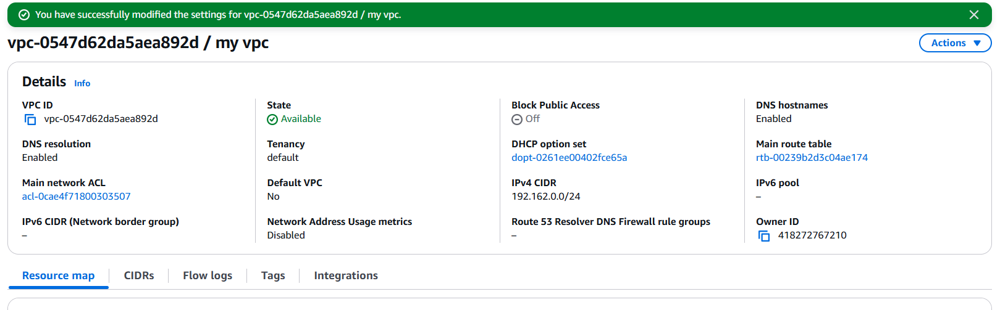 You have successfully modified the settings for vpc-0547d62da5aea892d / my vpc.
vpc-0547d62da5aea892d / my vpc
Actions
Details Info
VPC ID
vpc-0547d62da5aea892d
State
Available
Block Public Access
Off
DNS hostnames
Enabled
DNS resolution
Enabled
Tenancy
default
DHCP option set
dopt-0261ee00402fce65a
Main route table
rtb-00239b2d3c04ae174
Main network ACL
acl-0cae4f71800303507
Default VPC
No
IPv4 CIDR
192.162.0.0/24
IPv6 pool
–
IPv6 CIDR (Network border group)
–
Network Address Usage metrics
Disabled
Route 53 Resolver DNS Firewall rule groups
–
Owner ID
418272767210
Resource map CIDRs Flow logs Tags Integrations